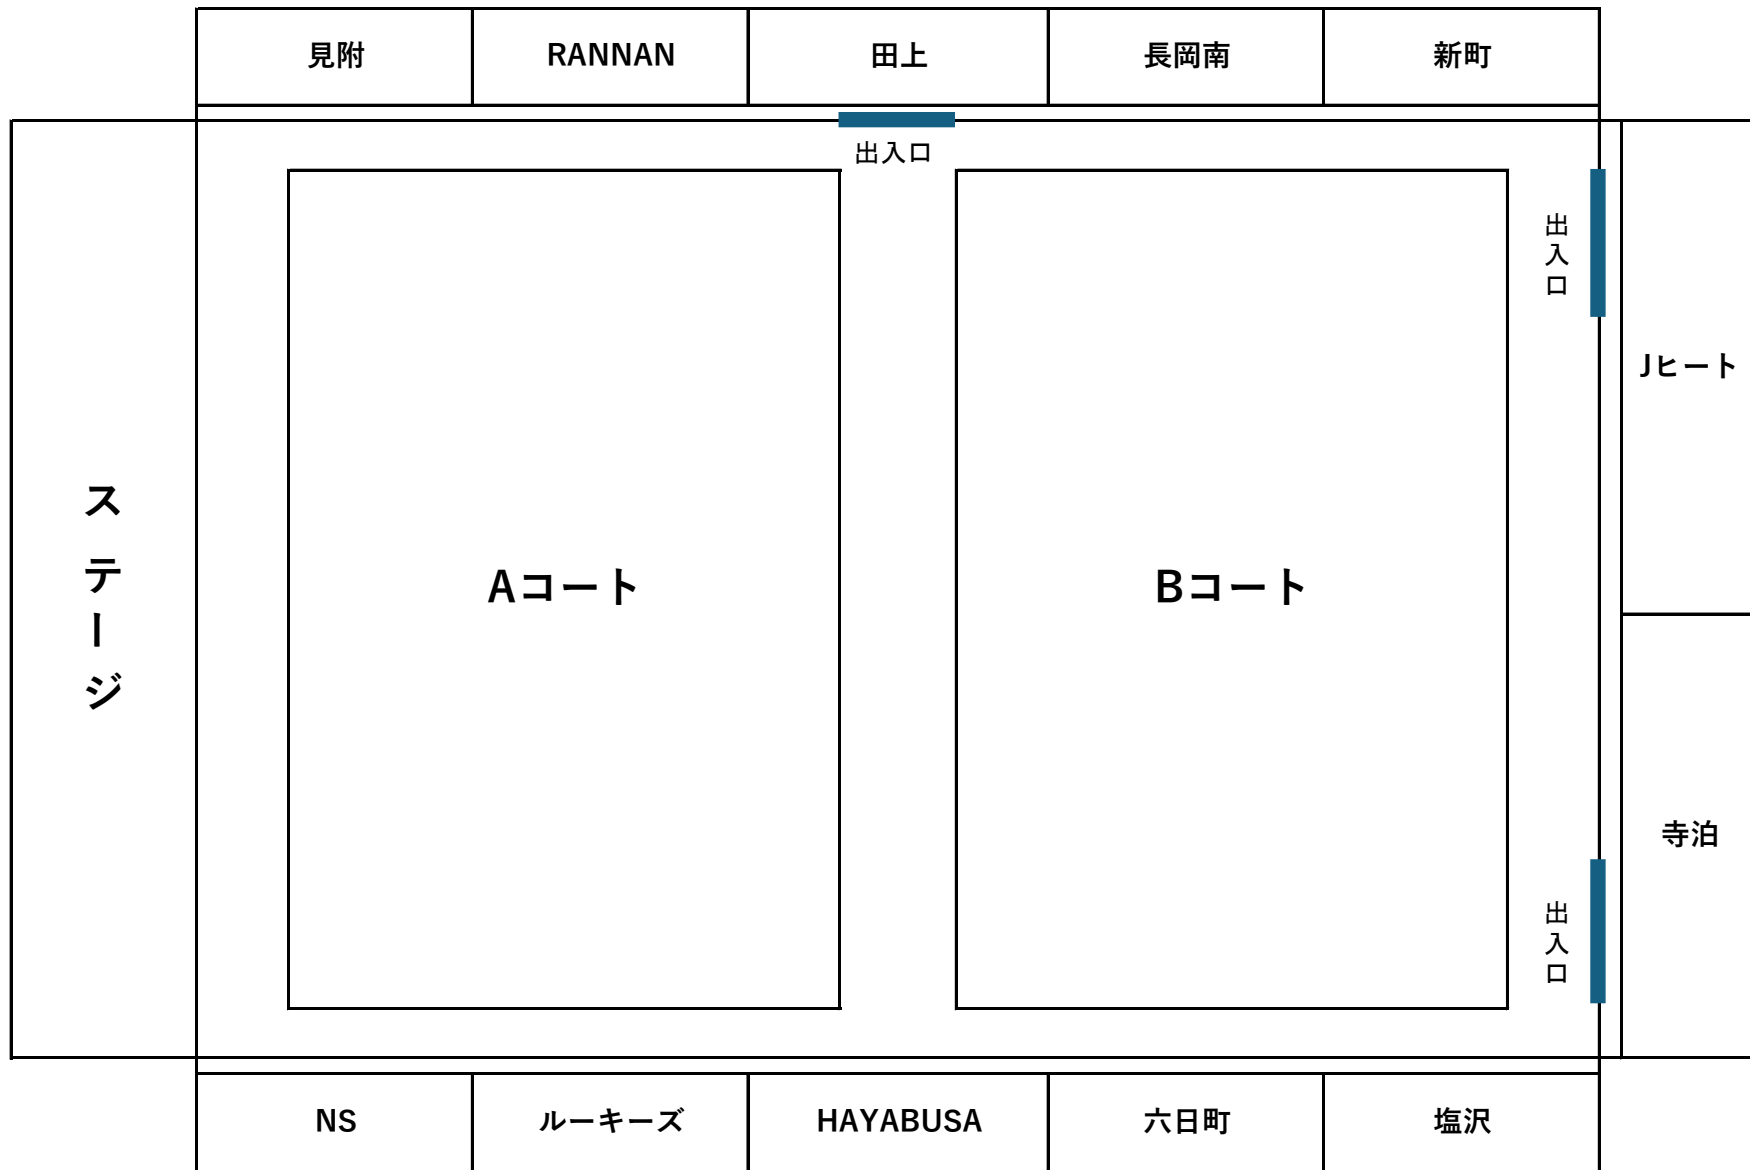 見附
RANNAN
田上
長岡南
新町
出入口
出入口
Jヒート
ステージ
Aコート
Bコート
寺泊
出入口
NS
ルーキーズ
HAYABUSA
六日町
塩沢